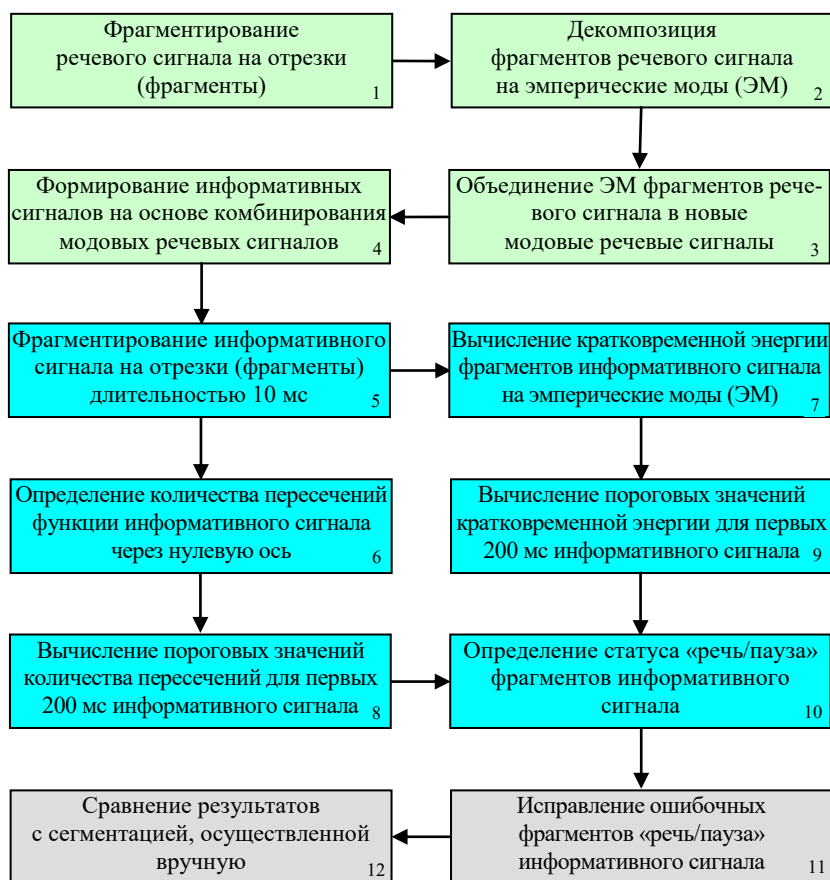 Фрагментирование
речевого сигнала на отрезки
(фрагменты)
1
Декомпозиция
фрагментов речевого сигнала
на эмперические моды (ЭМ)
2
Объединение ЭМ фрагментов рече-
вого сигнала в новые
модовые речевые сигналы
3
Формирование информативных
сигналов на основе комбинирования
модовых речевых сигналов
4
Фрагментирование информативного
сигнала на отрезки (фрагменты)
длительностью 10 мс
5
Вычисление кратковременной энергии
фрагментов информативного сигнала
на эмперические моды (ЭМ)
7
Определение количества пересечений
функции информативного сигнала
через нулевую ось
6
Вычисление пороговых значений
кратковременной энергии для первых
200 мс информативного сигнала
9
Вычисление пороговых значений
количества пересечений для первых
200 мс информативного сигнала
8
Определение статуса «речь/пауза»
фрагментов информативного
сигнала
10
Исправление ошибочных
фрагментов «речь/пауза»
информативного сигнала
11
Сравнение результатов
с сегментацией, осуществленной
вручную
12